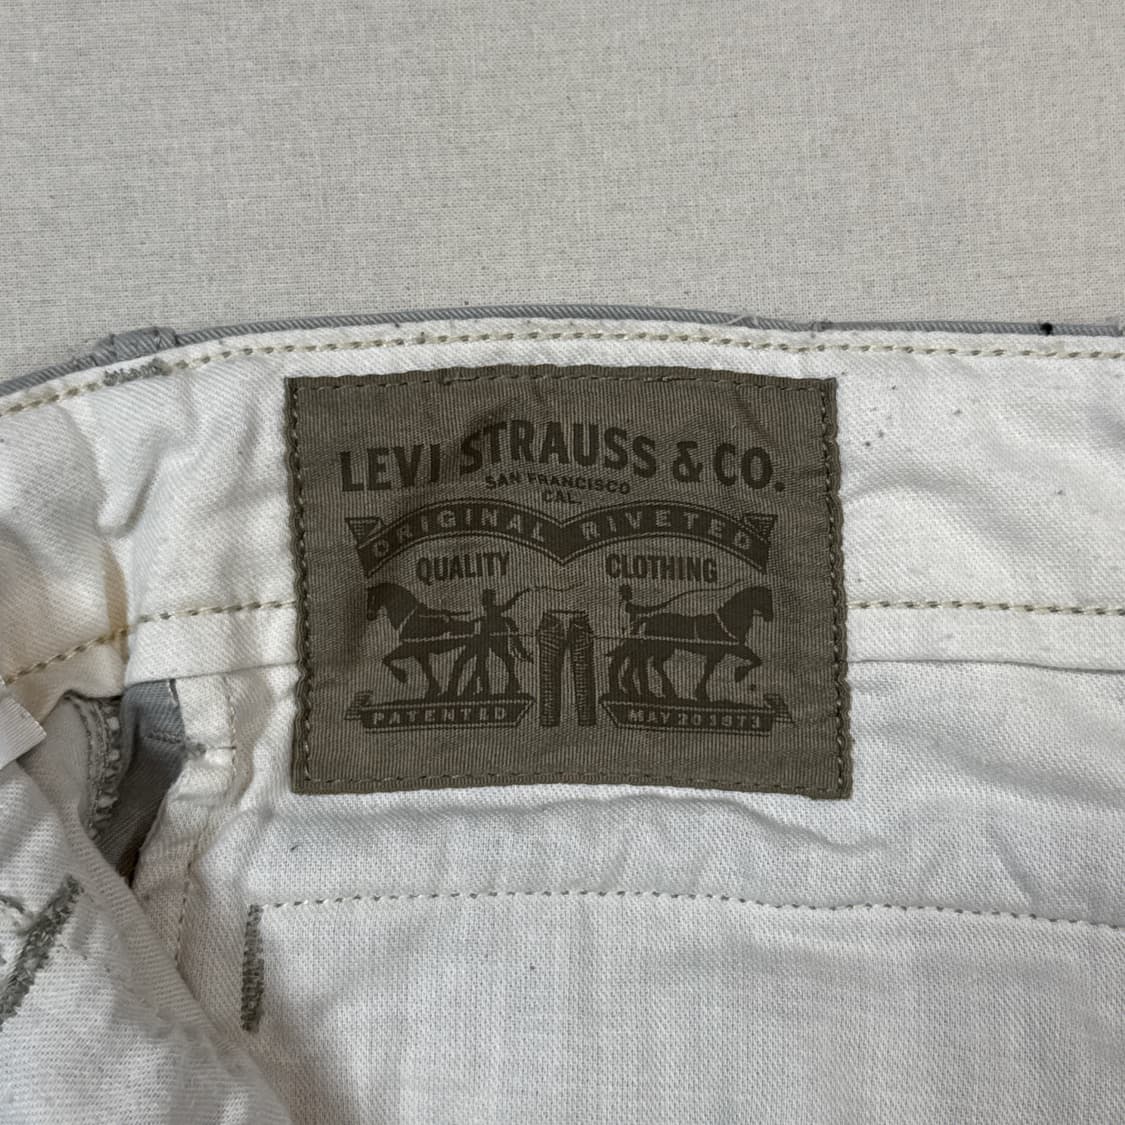 LEVI STRAUSS & CO.
SAN FRANCISCO
CAL.
ORIGINAL RIVETED
QUALITY CLOTHING
PATENTED MAY 20 1873